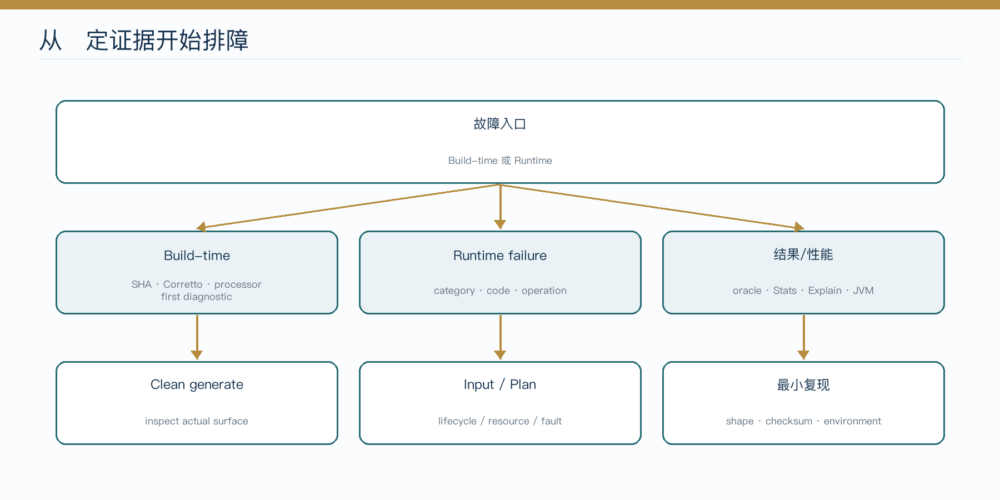 从 定证据开始排障
故障入口
Build-time 或 Runtime
Build-time
SHA · Corretto · processor
first diagnostic
Runtime failure
category · code · operation
结果/性能
oracle · Stats · Explain · JVM
Clean generate
inspect actual surface
Input / Plan
lifecycle / resource / fault
最小复现
shape · checksum · environment